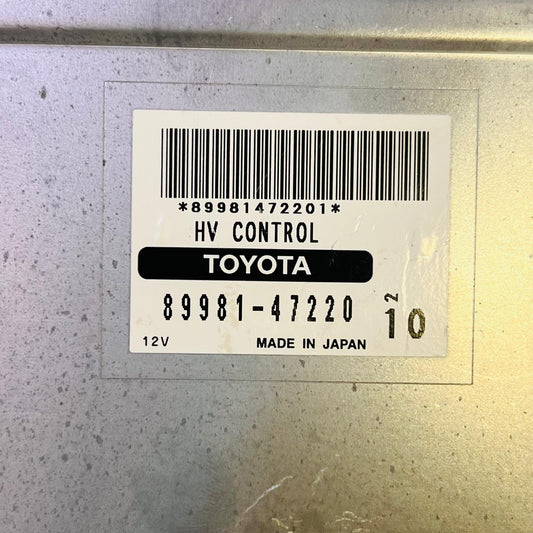 *89981472201*
HV CONTROL
TOYOTA
89981-47220
2
10
12V
MADE IN JAPAN